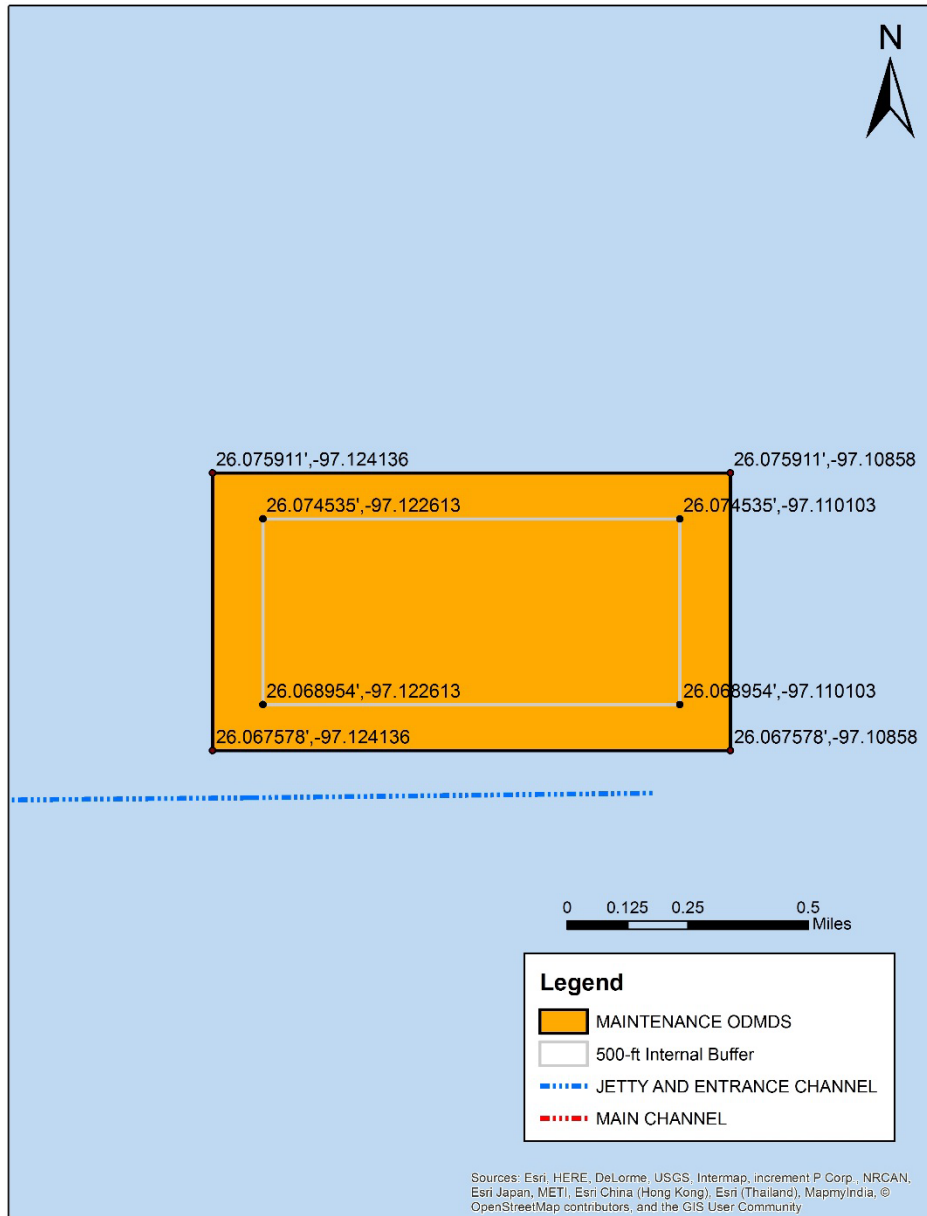 N
26.075911',-97.124136
26.075911',-97.10858
26.074535',-97.122613
26.074535',-97.110103
26.068954',-97.122613
26.068954',-97.110103
26.067578',-97.124136
26.067578',-97.10858
0 0.125 0.25 0.5
Miles
Legend
MAINTENANCE ODMDS
500-ft Internal Buffer
JETTY AND ENTRANCE CHANNEL
MAIN CHANNEL
Sources: Esri, HERE, DeLorme, USGS, Intermap, increment P Corp., NRCAN,
Esri Japan, METI, Esri China (Hong Kong), Esri (Thailand), MapmyIndia, ©
OpenStreetMap contributors, and the GIS User Community